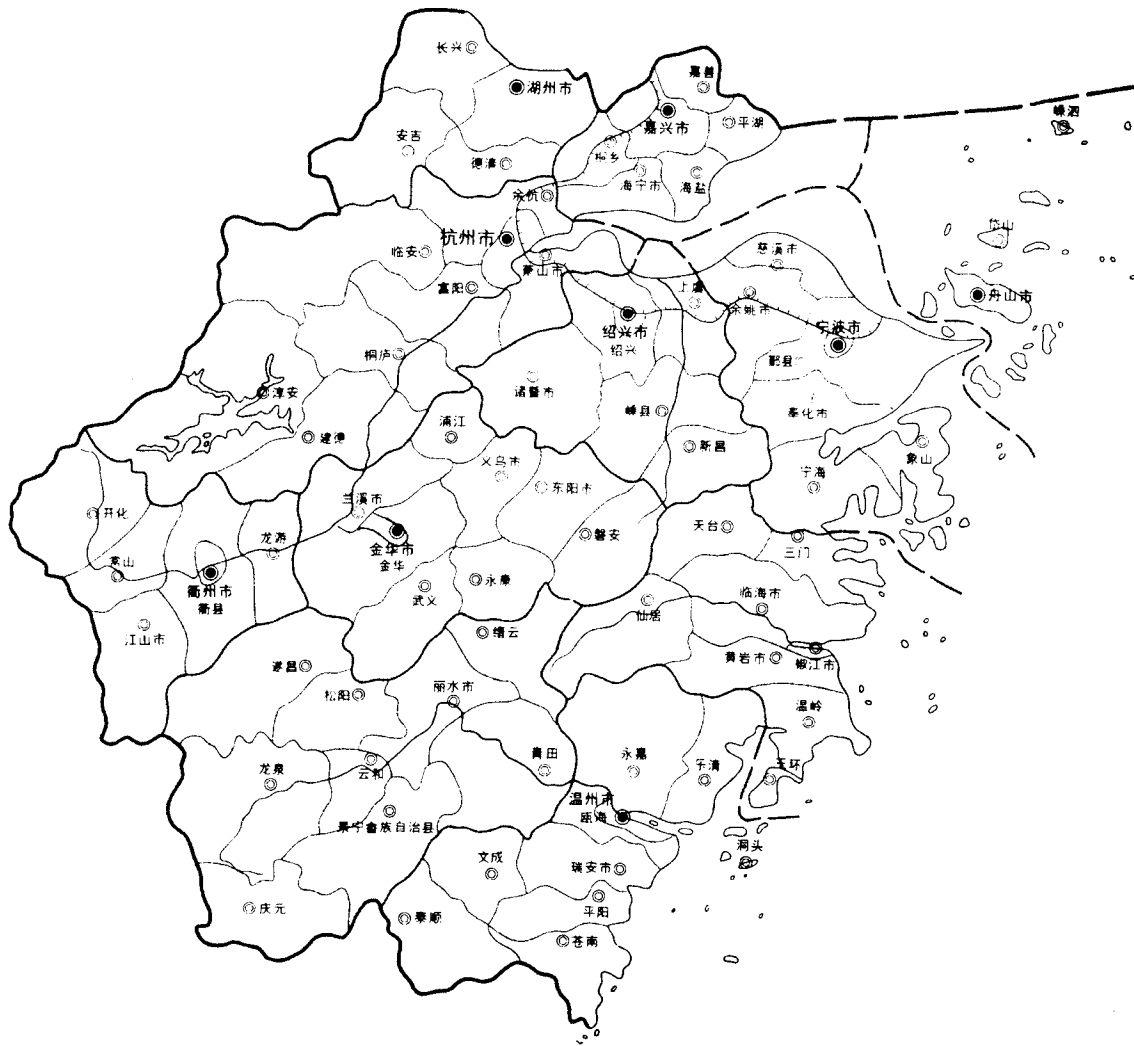 长兴
湖州市
嘉善
嘉兴市
平湖
嵊泗
安吉
德清
桐乡
海宁市
海盐
余杭
杭州市
临安
萧山市
富阳
慈溪市
岱山
上虞
余姚市
舟山市
绍兴市
绍兴
宁波市
鄞县
桐庐
淳安
诸暨市
嵊县
奉化市
建德
浦江
新昌
象山
义乌市
东阳市
宁海
兰溪市
开化
龙游
金华市
金华
磐安
天台
三门
常山
衢州市
衢县
武义
永康
临海市
仙居
江山市
缙云
黄岩市
椒江市
遂昌
松阳
丽水市
温岭
青田
永嘉
乐清
玉环
龙泉
云和
温州市
瓯海
景宁畲族自治县
洞头
文成
瑞安市
平阳
庆元
泰顺
苍南